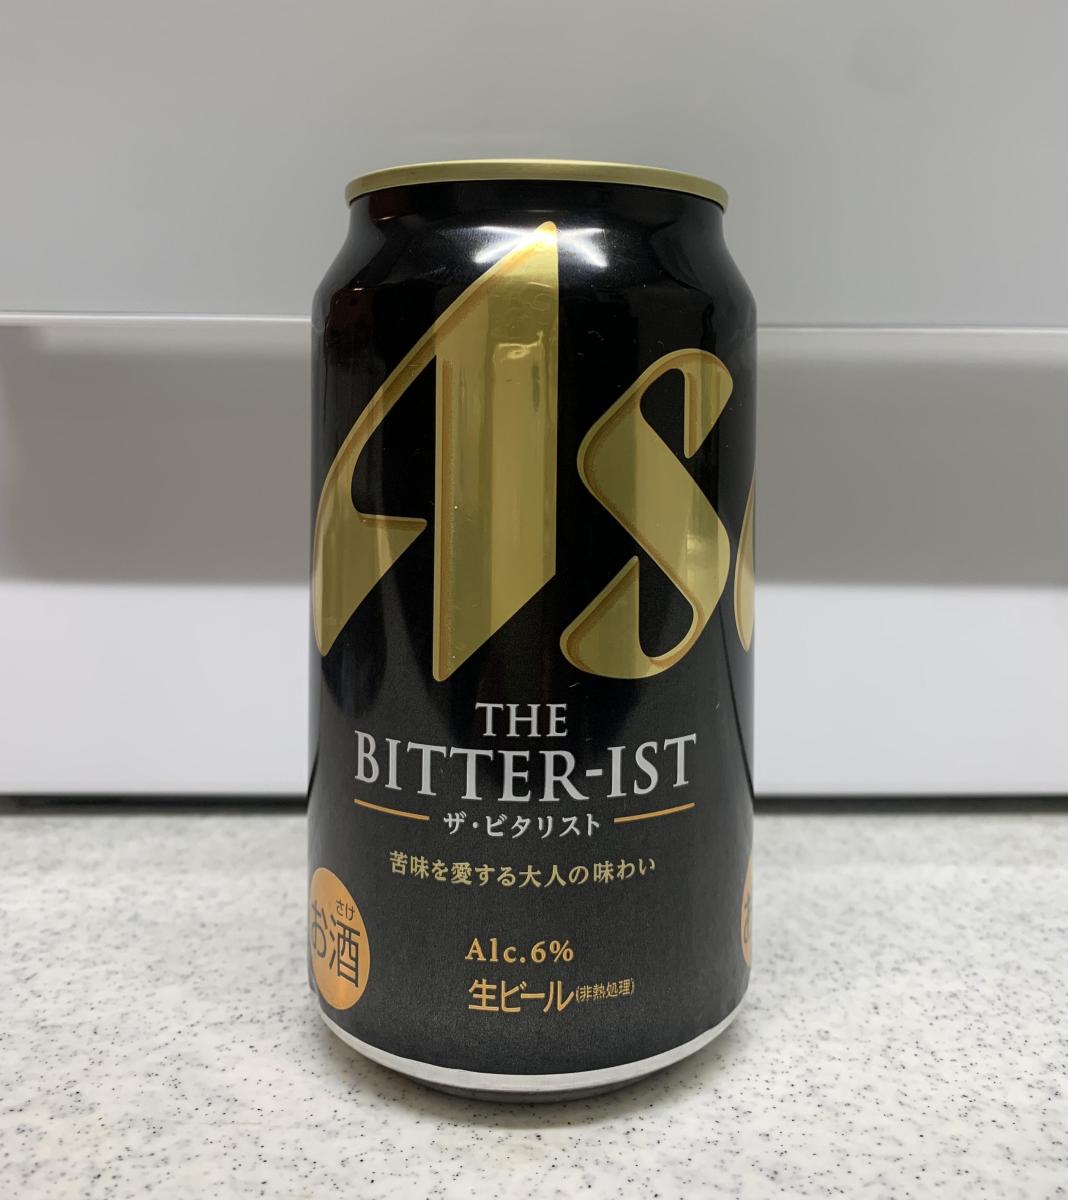 As
THE
BITTER-IST
ザ・ビタリスト
苦味を愛する大人の味わい
さけ
お酒
お
Alc.6%
生ビール(非熱処理)